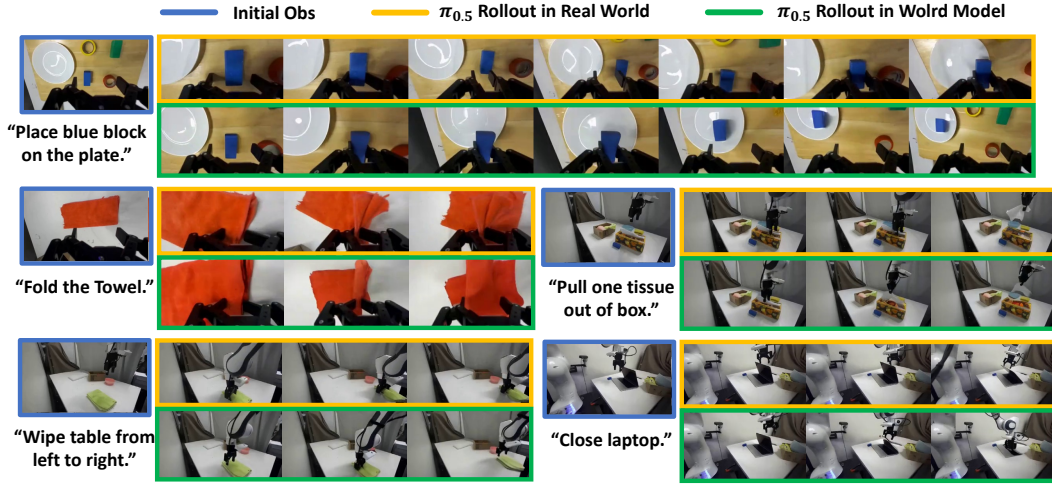 Initial Obs
π0.5 Rollout in Real World
π0.5 Rollout in Wolrd Model
“Place blue block
on the plate.”
“Fold the Towel.”
“Pull one tissue
out of box.”
“Wipe table from
left to right.”
“Close laptop.”